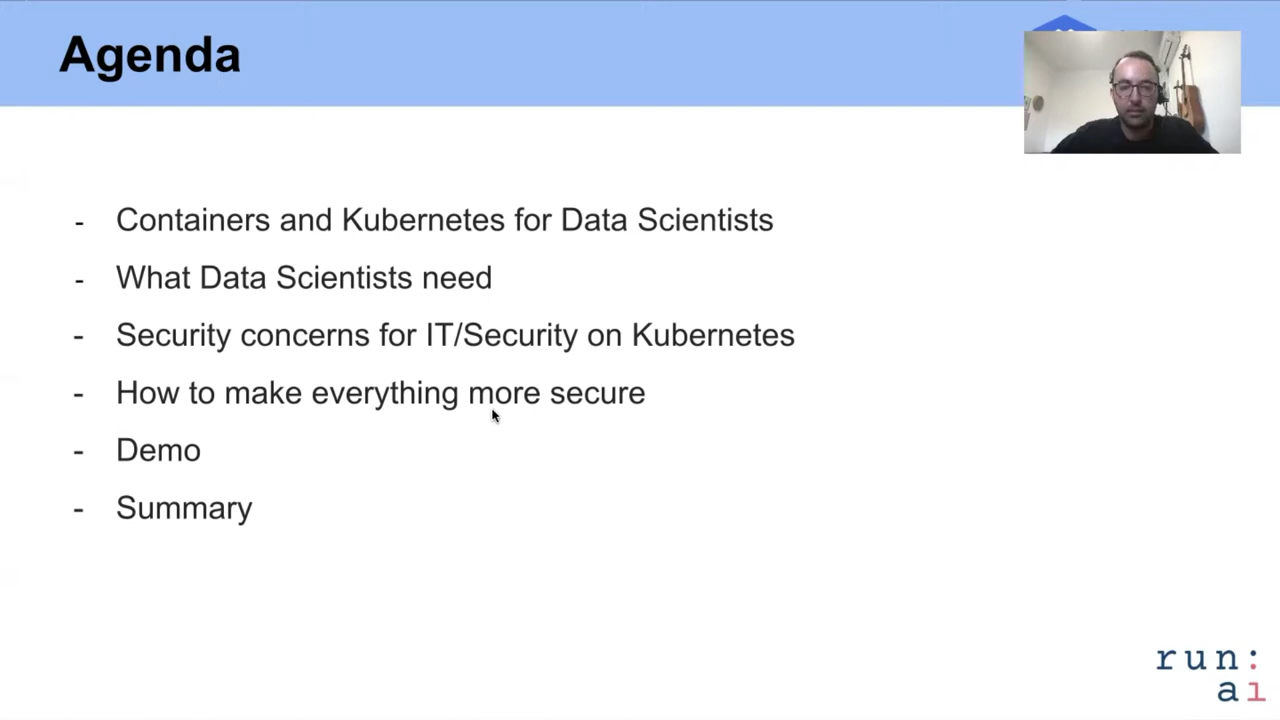 Agenda
- Containers and Kubernetes for Data Scientists
- What Data Scientists need
- Security concerns for IT/Security on Kubernetes
- How to make everything more secure
- Demo
- Summary
run:
ai